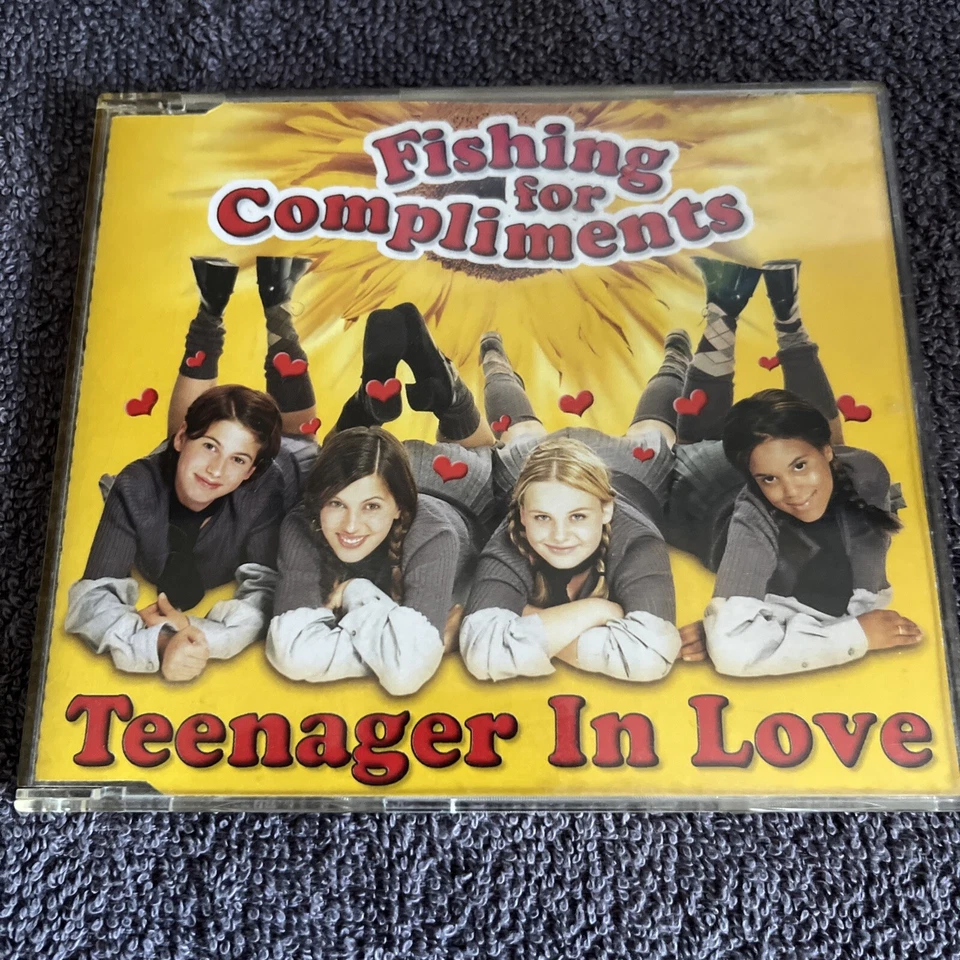 Fishing
for
Compliments
Teenager In Love